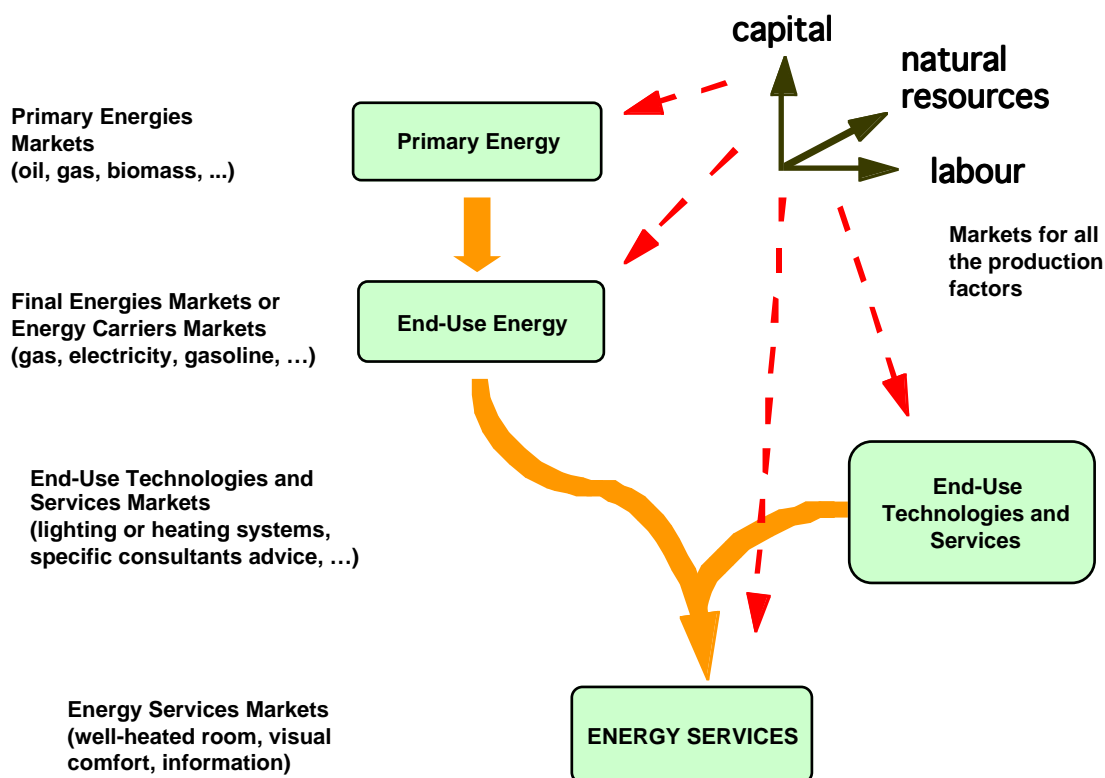 capital
natural
resources
labour
Markets for all
the production
factors
Primary Energies
Markets
(oil, gas, biomass, ...)
Primary Energy
Final Energies Markets or
Energy Carriers Markets
(gas, electricity, gasoline, …)
End-Use Energy
End-Use Technologies and
Services Markets
(lighting or heating systems,
specific consultants advice, …)
End-Use
Technologies and
Services
Energy Services Markets
(well-heated room, visual
comfort, information)
ENERGY SERVICES